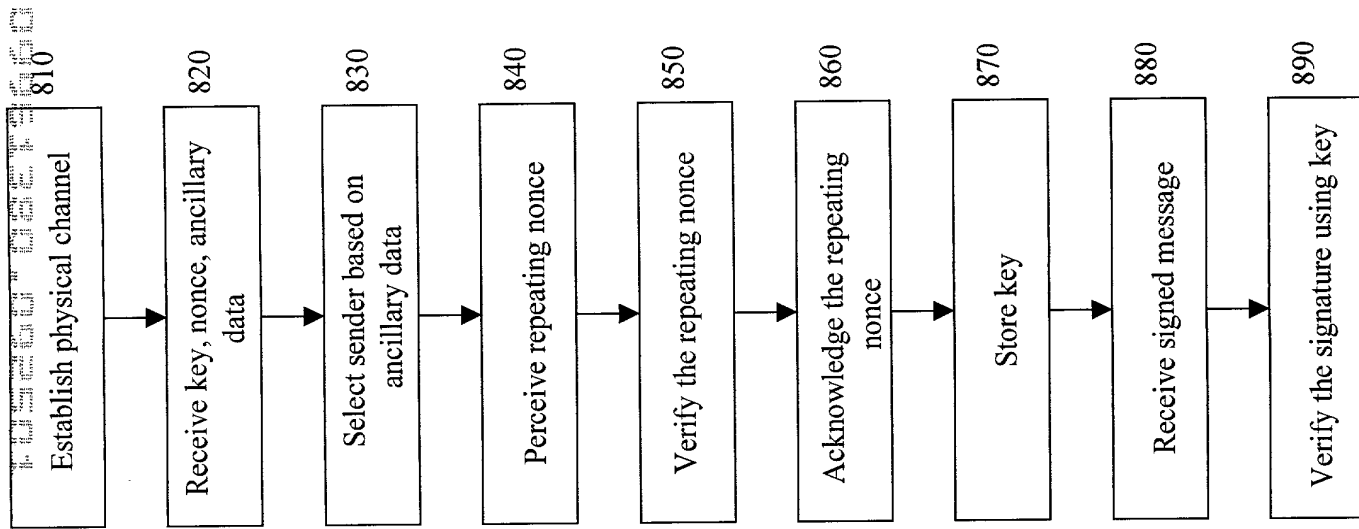 810
Establish physical channel
820
Receive key, nonce, ancillary
data
830
Select sender based on
ancillary data
840
Perceive repeating nonce
850
Verify the repeating nonce
860
Acknowledge the repeating
nonce
870
Store key
880
Receive signed message
890
Verify the signature using key